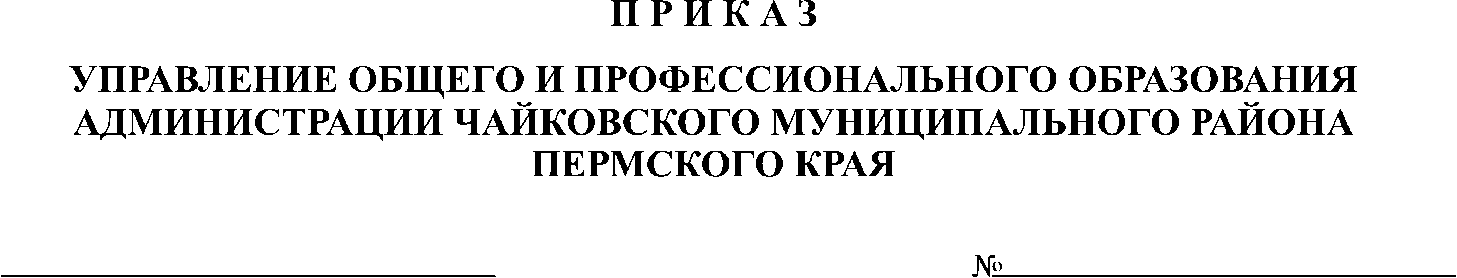 П Р И К А З
УПРАВЛЕНИЕ ОБЩЕГО И ПРОФЕССИОНАЛЬНОГО ОБРАЗОВАНИЯ
АДМИНИСТРАЦИИ ЧАЙКОВСКОГО МУНИЦИПАЛЬНОГО РАЙОНА
ПЕРМСКОГО КРАЯ
№